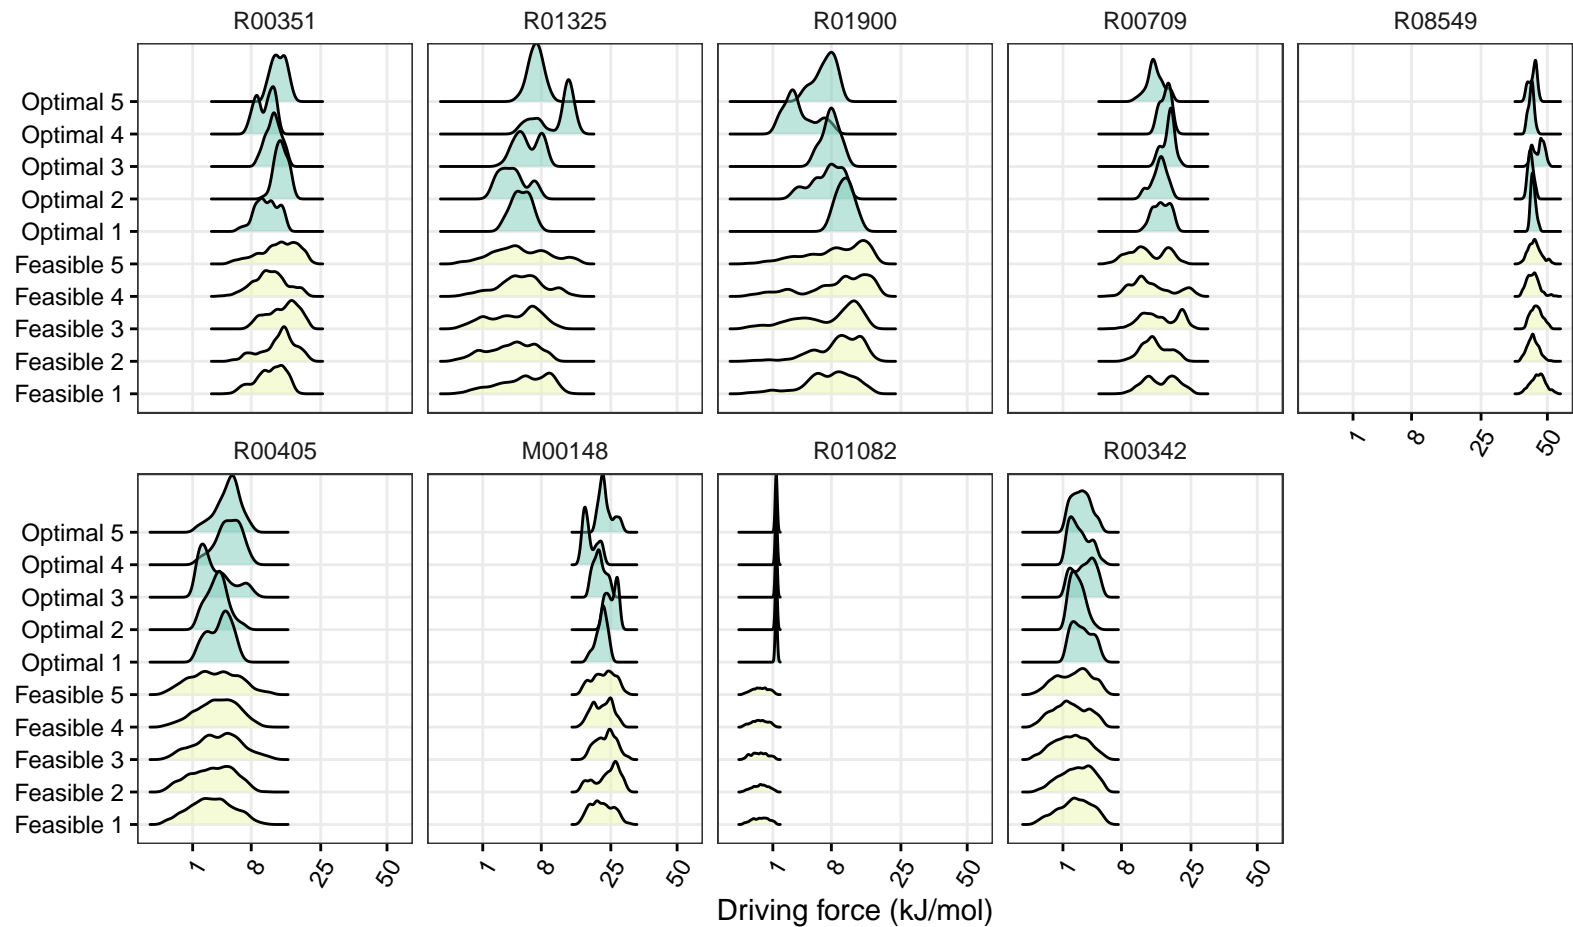 R00351 R01325 R01900 R00709 R08549
Optimal 5
Optimal 4
Optimal 3
Optimal 2
Optimal 1
Feasible 5
Feasible 4
Feasible 3
Feasible 2
Feasible 1
1 8 25 50
R00405 M00148 R01082 R00342
Optimal 5
Optimal 4
Optimal 3
Optimal 2
Optimal 1
Feasible 5
Feasible 4
Feasible 3
Feasible 2
Feasible 1
1 8 25 50 1 8 25 50 1 8 25 50 1 8 25 50
Driving force (kJ/mol)